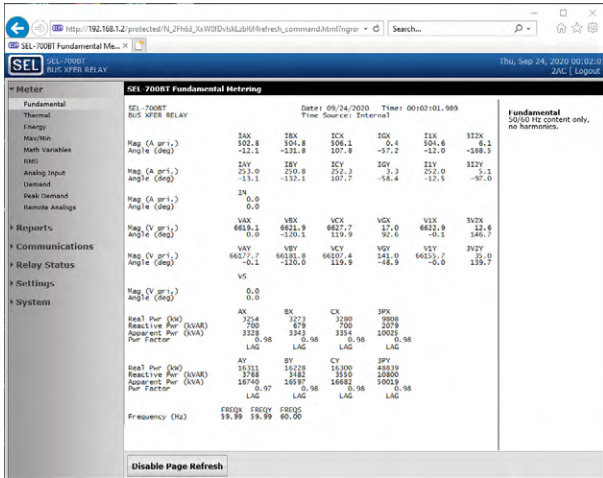 http://192.168.1.2/protected/N_ZFh63_XxW0fDvlskLzbl6f4refresh_command.html?ngror
Search...
SEL-700BT Fundamental Me...
SEL SEL-700BT
BUS XFER RELAY
Thu, Sep 24, 2020 00:02:0
2AC [ Logout
Meter
Fundamental
Thermal
Energy
Max/Min
Math Variables
RMS
Analog Input
Demand
Peak Demand
Remote Analogs
Reports
Communications
Relay Status
Settings
System
SEL-700BT Fundamental Metering
SEL-700BT Date: 09/24/2020 Time: 00:02:01.989
BUS XFER RELAY Time Source: Internal
IAX IBX ICX IGX I1X 3I2X
Mag (A pri.) 502.8 504.8 506.1 0.4 504.6 6.1
Angle (deg) -12.1 -131.8 107.8 -57.2 -12.0 -168.5
IAY IBY ICY IGY I1Y 3I2Y
Mag (A pri.) 253.0 250.8 252.3 3.3 252.0 5.1
Angle (deg) -13.1 -132.1 107.7 -58.4 -12.5 -97.0
IN
Mag (A pri.) 0.0
Angle (deg) 0.0
VAX VBX VCX VGX V1X 3V2X
Mag (V pri.) 6619.1 6621.9 6627.7 17.0 6622.9 12.6
Angle (deg) 0.0 -120.1 119.9 92.6 -0.1 146.7
VAY VBY VCY VGY V1Y 3V2Y
Mag (V pri.) 66177.7 66181.8 66107.4 141.0 66155.7 35.0
Angle (deg) -0.1 -120.0 119.9 -48.9 -0.0 139.7
VS
Mag (V pri.) 0.0
Angle (deg) 0.0
AX BX CX 3PX
Real Pwr (kW) 3254 3273 3280 9808
Reactive Pwr (kVAR) 700 679 700 2079
Apparent Pwr (kVA) 3328 3343 3354 10025
Pwr Factor 0.98 0.98 0.98 0.98
LAG LAG LAG LAG
AY BY CY 3PY
Real Pwr (kW) 16311 16228 16300 48839
Reactive Pwr (kVAR) 3768 3482 3550 10800
Apparent Pwr (kVA) 16740 16597 16682 50019
Pwr Factor 0.97 0.98 0.98 0.98
LAG LAG LAG LAG
FREQX FREQY FREQS
Frequency (Hz) 59.99 59.99 60.00
Fundamental
50/60 Hz content only,
no harmonics.
Disable Page Refresh